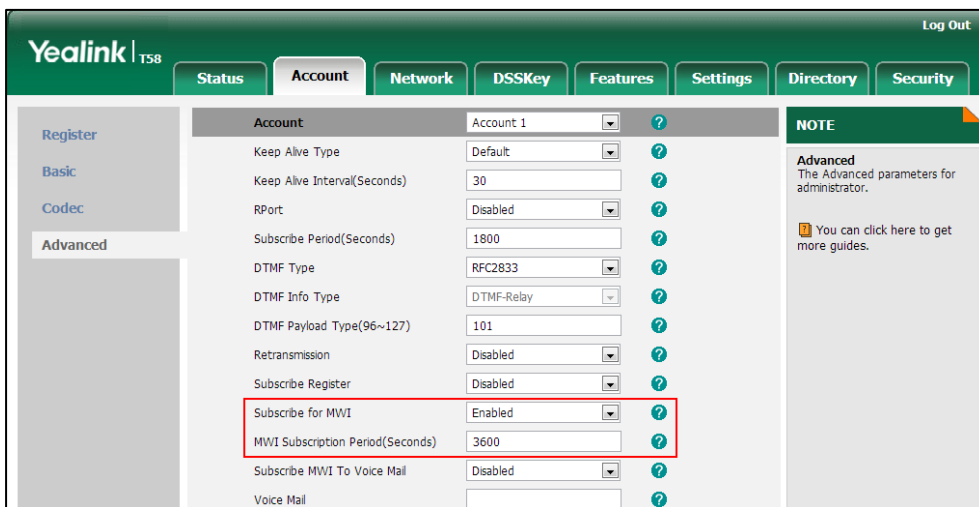 Log Out
Yealink T58
Status Account Network DSSKey Features Settings Directory Security
Register
Basic
Codec
Advanced
Account Account 1 ?
Keep Alive Type Default ?
Keep Alive Interval(Seconds) 30 ?
RPort Disabled ?
Subscribe Period(Seconds) 1800 ?
DTMF Type RFC2833 ?
DTMF Info Type DTMF-Relay ?
DTMF Payload Type(96~127) 101 ?
Retransmission Disabled ?
Subscribe Register Disabled ?
Subscribe for MWI Enabled ?
MWI Subscription Period(Seconds) 3600 ?
Subscribe MWI To Voice Mail Disabled ?
Voice Mail ?
NOTE
Advanced
The Advanced parameters for
administrator.
? You can click here to get
more guides.